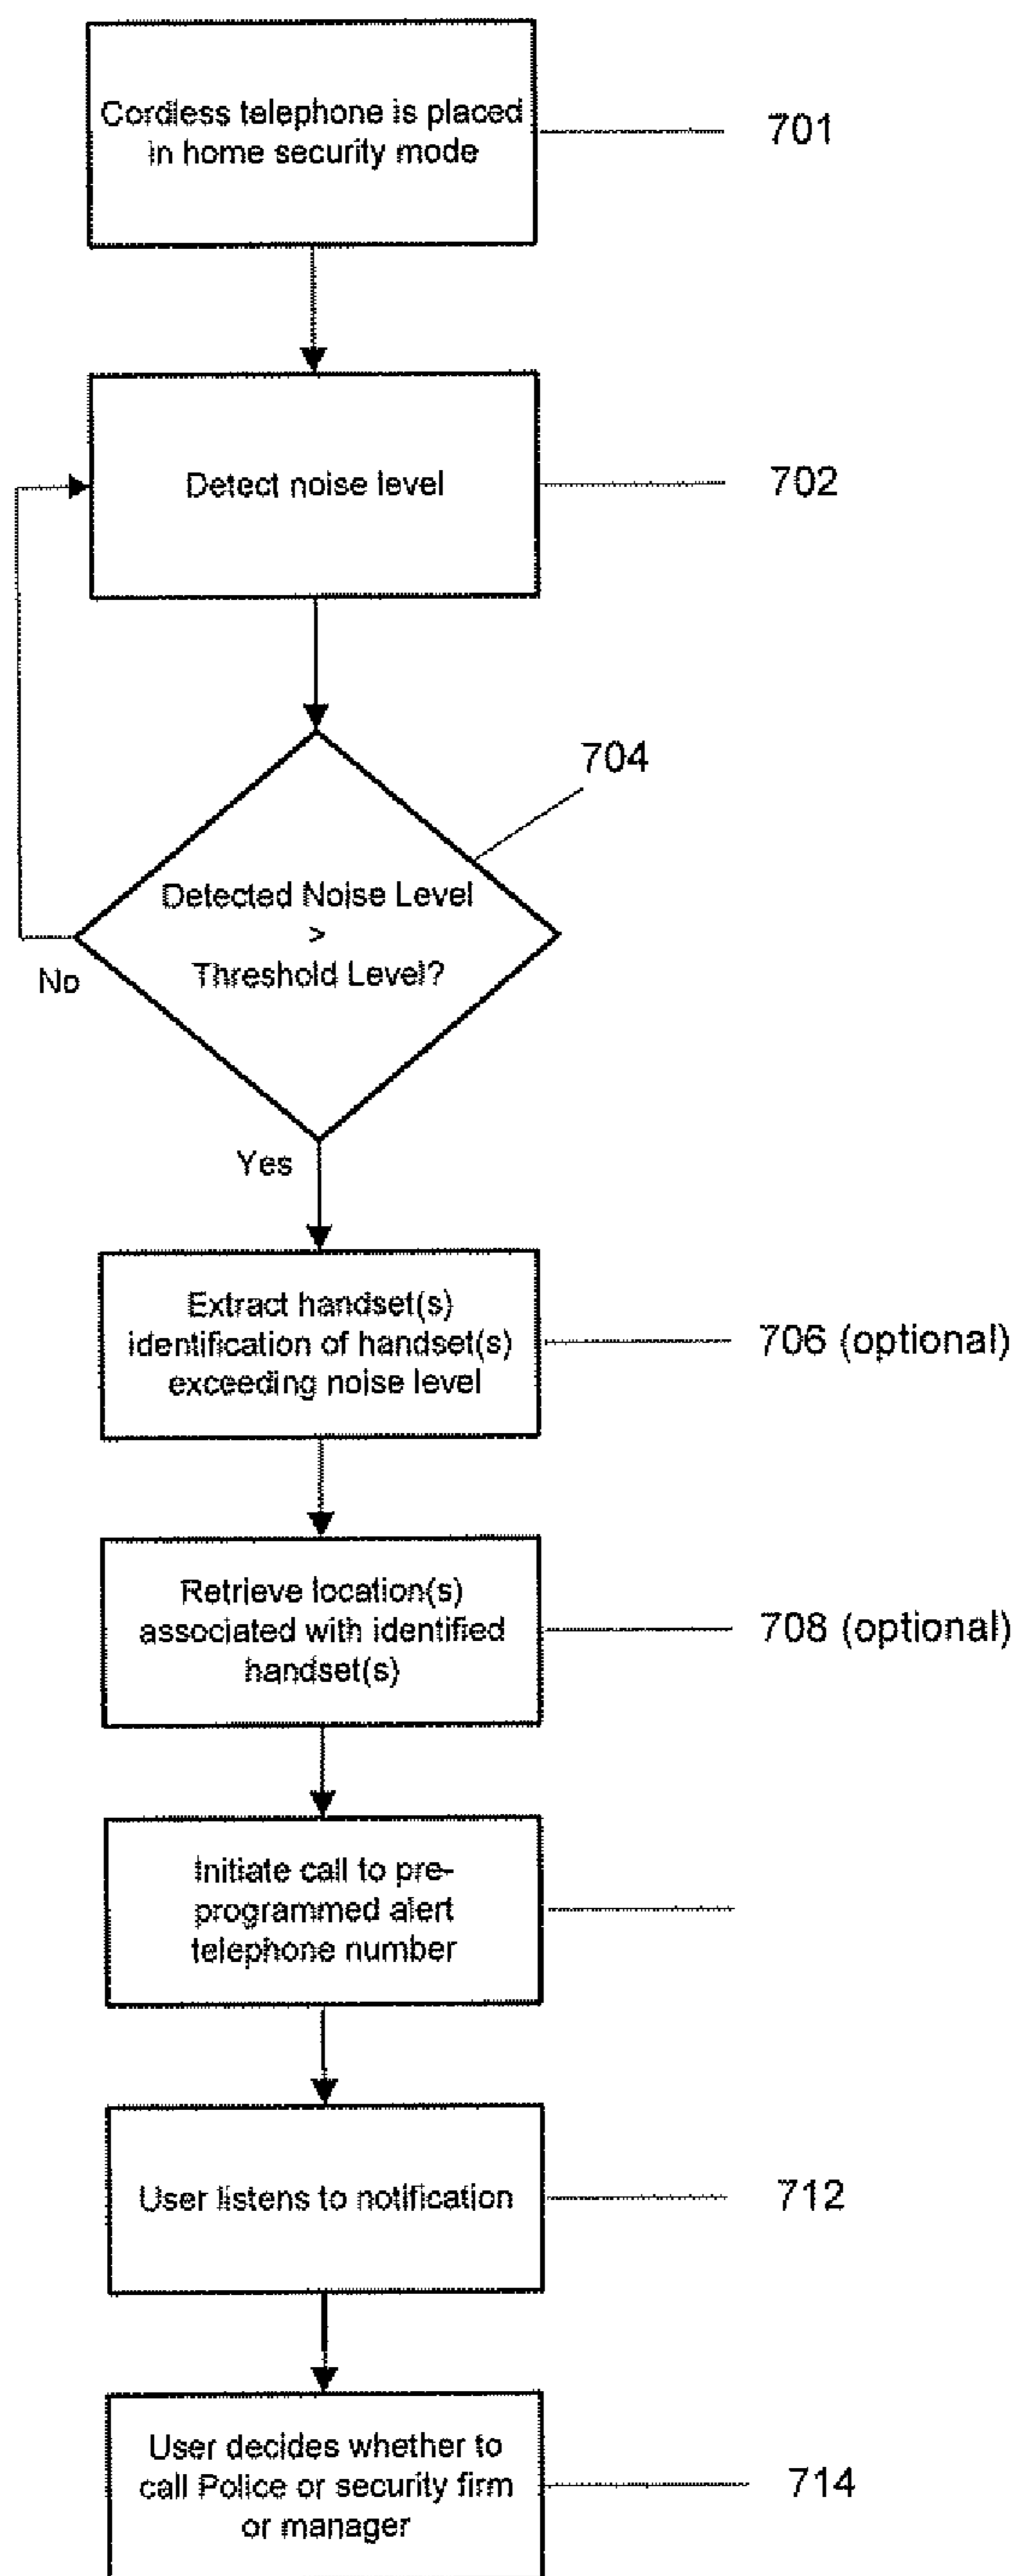 Cordless telephone is placed
in home security mode
701
Detect noise level
702
704
Detected Noise Level
>
Threshold Level?
No
Yes
Extract handset(s)
identification of handset(s)
exceeding noise level
706 (optional)
Retrieve location(s)
associated with identified
handset(s)
708 (optional)
Initiate call to pre-
programmed alert
telephone number
User listens to notification
712
User decides whether to
call Police or security firm
or manager
714